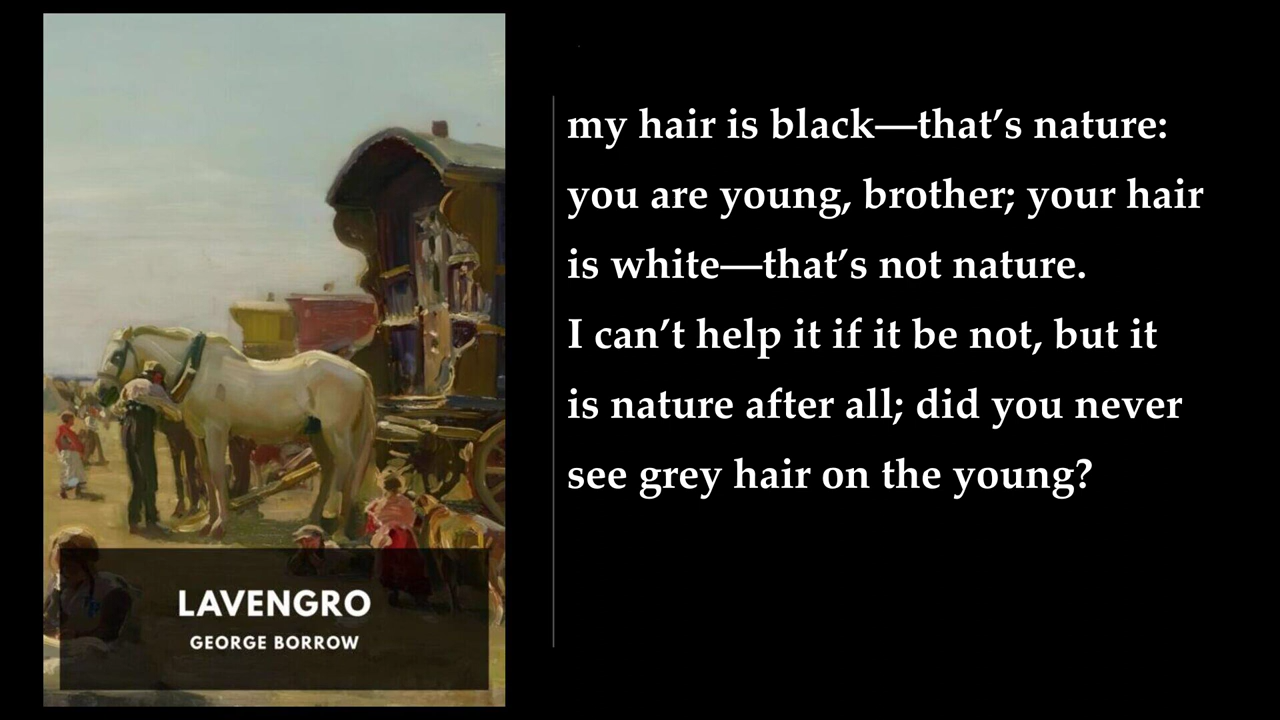 my hair is black—that’s nature:
you are young, brother; your hair
is white—that’s not nature.
I can’t help it if it be not, but it
is nature after all; did you never
see grey hair on the young?
LAVENGRO
GEORGE BORROW